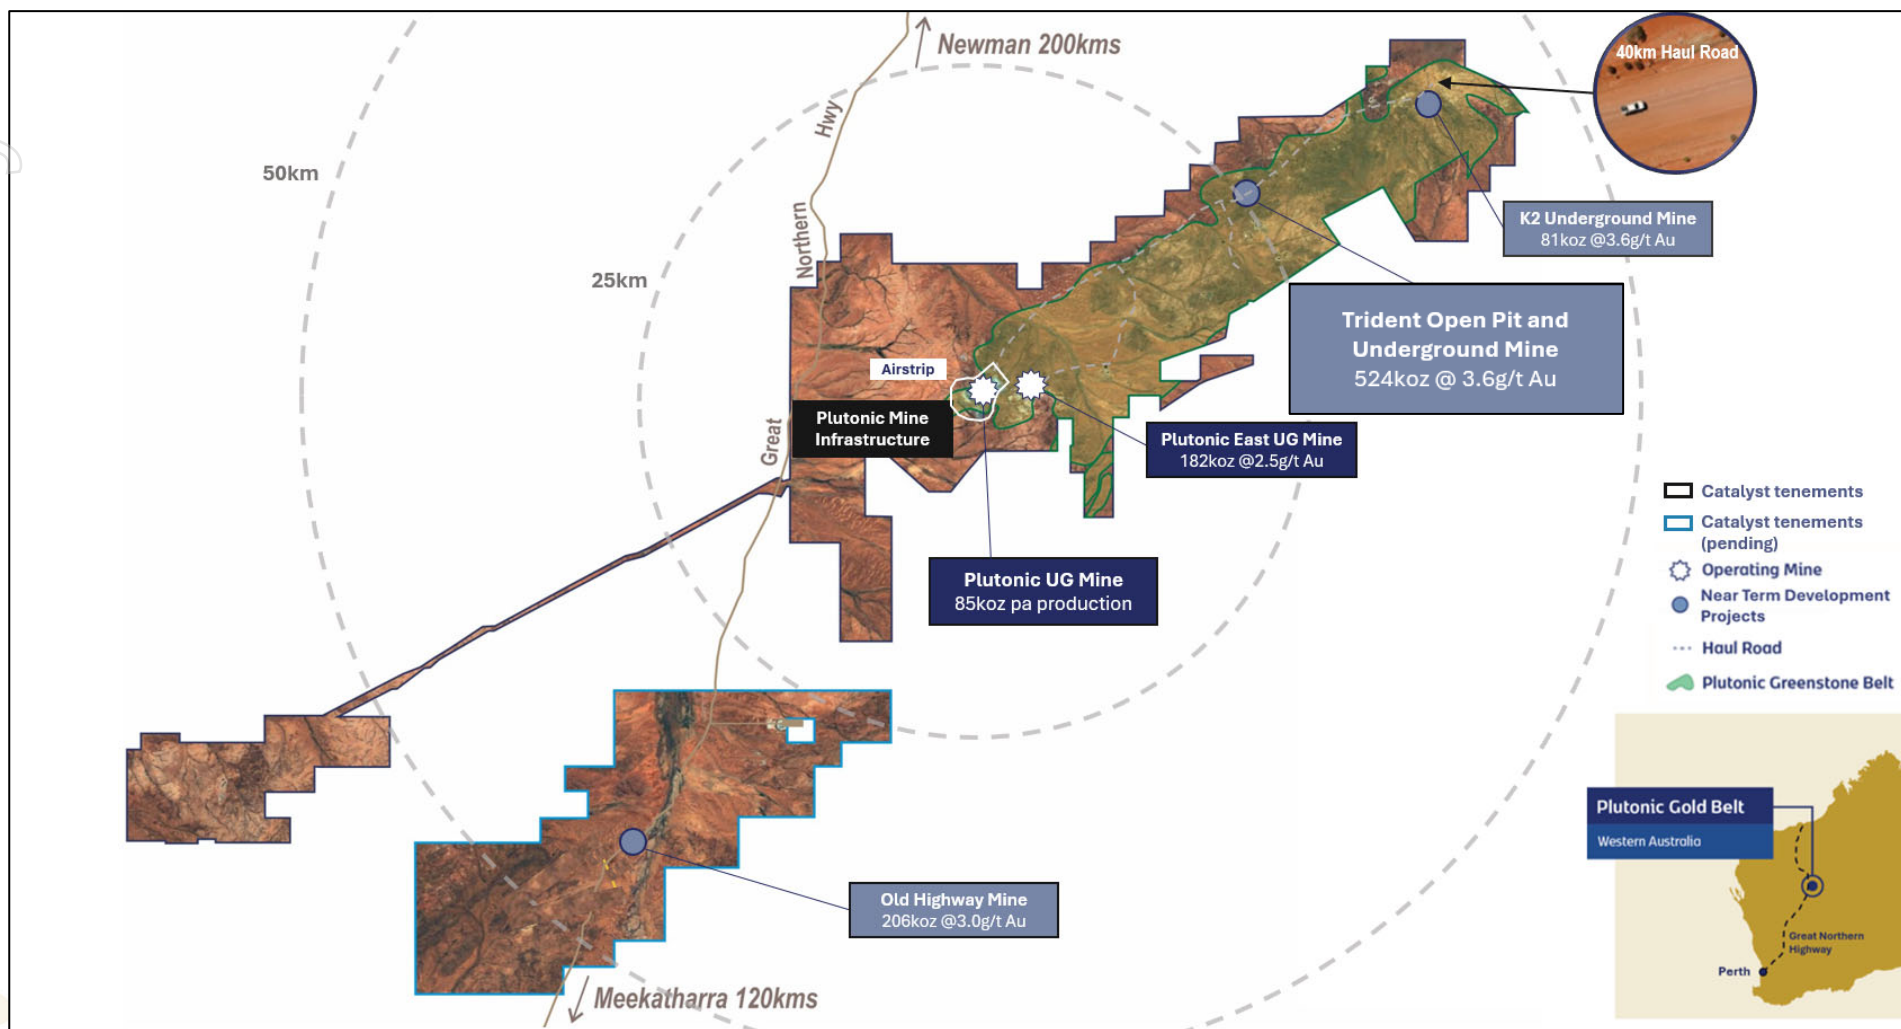 Newman 200kms
40km Haul Road
Hwy
50km
Northern
K2 Underground Mine
81koz @3.6g/t Au
25km
Trident Open Pit and
Underground Mine
524koz @ 3.6g/t Au
Airstrip
Plutonic Mine
Infrastructure
Great
Plutonic East UG Mine
182koz @2.5g/t Au
Catalyst tenements
Catalyst tenements
(pending)
Operating Mine
Near Term Development
Projects
Haul Road
Plutonic Greenstone Belt
Plutonic UG Mine
85koz pa production
Plutonic Gold Belt
Western Australia
Old Highway Mine
206koz @3.0g/t Au
Great Northern
Highway
Perth
Meekatharra 120kms